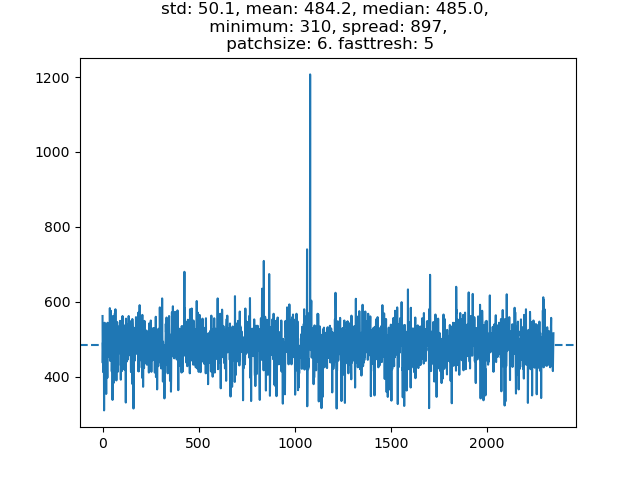 std: 50.1, mean: 484.2, median: 485.0,
minimum: 310, spread: 897,
patchsize: 6. fasttresh: 5
1200
1000
800
600
400
0 500 1000 1500 2000